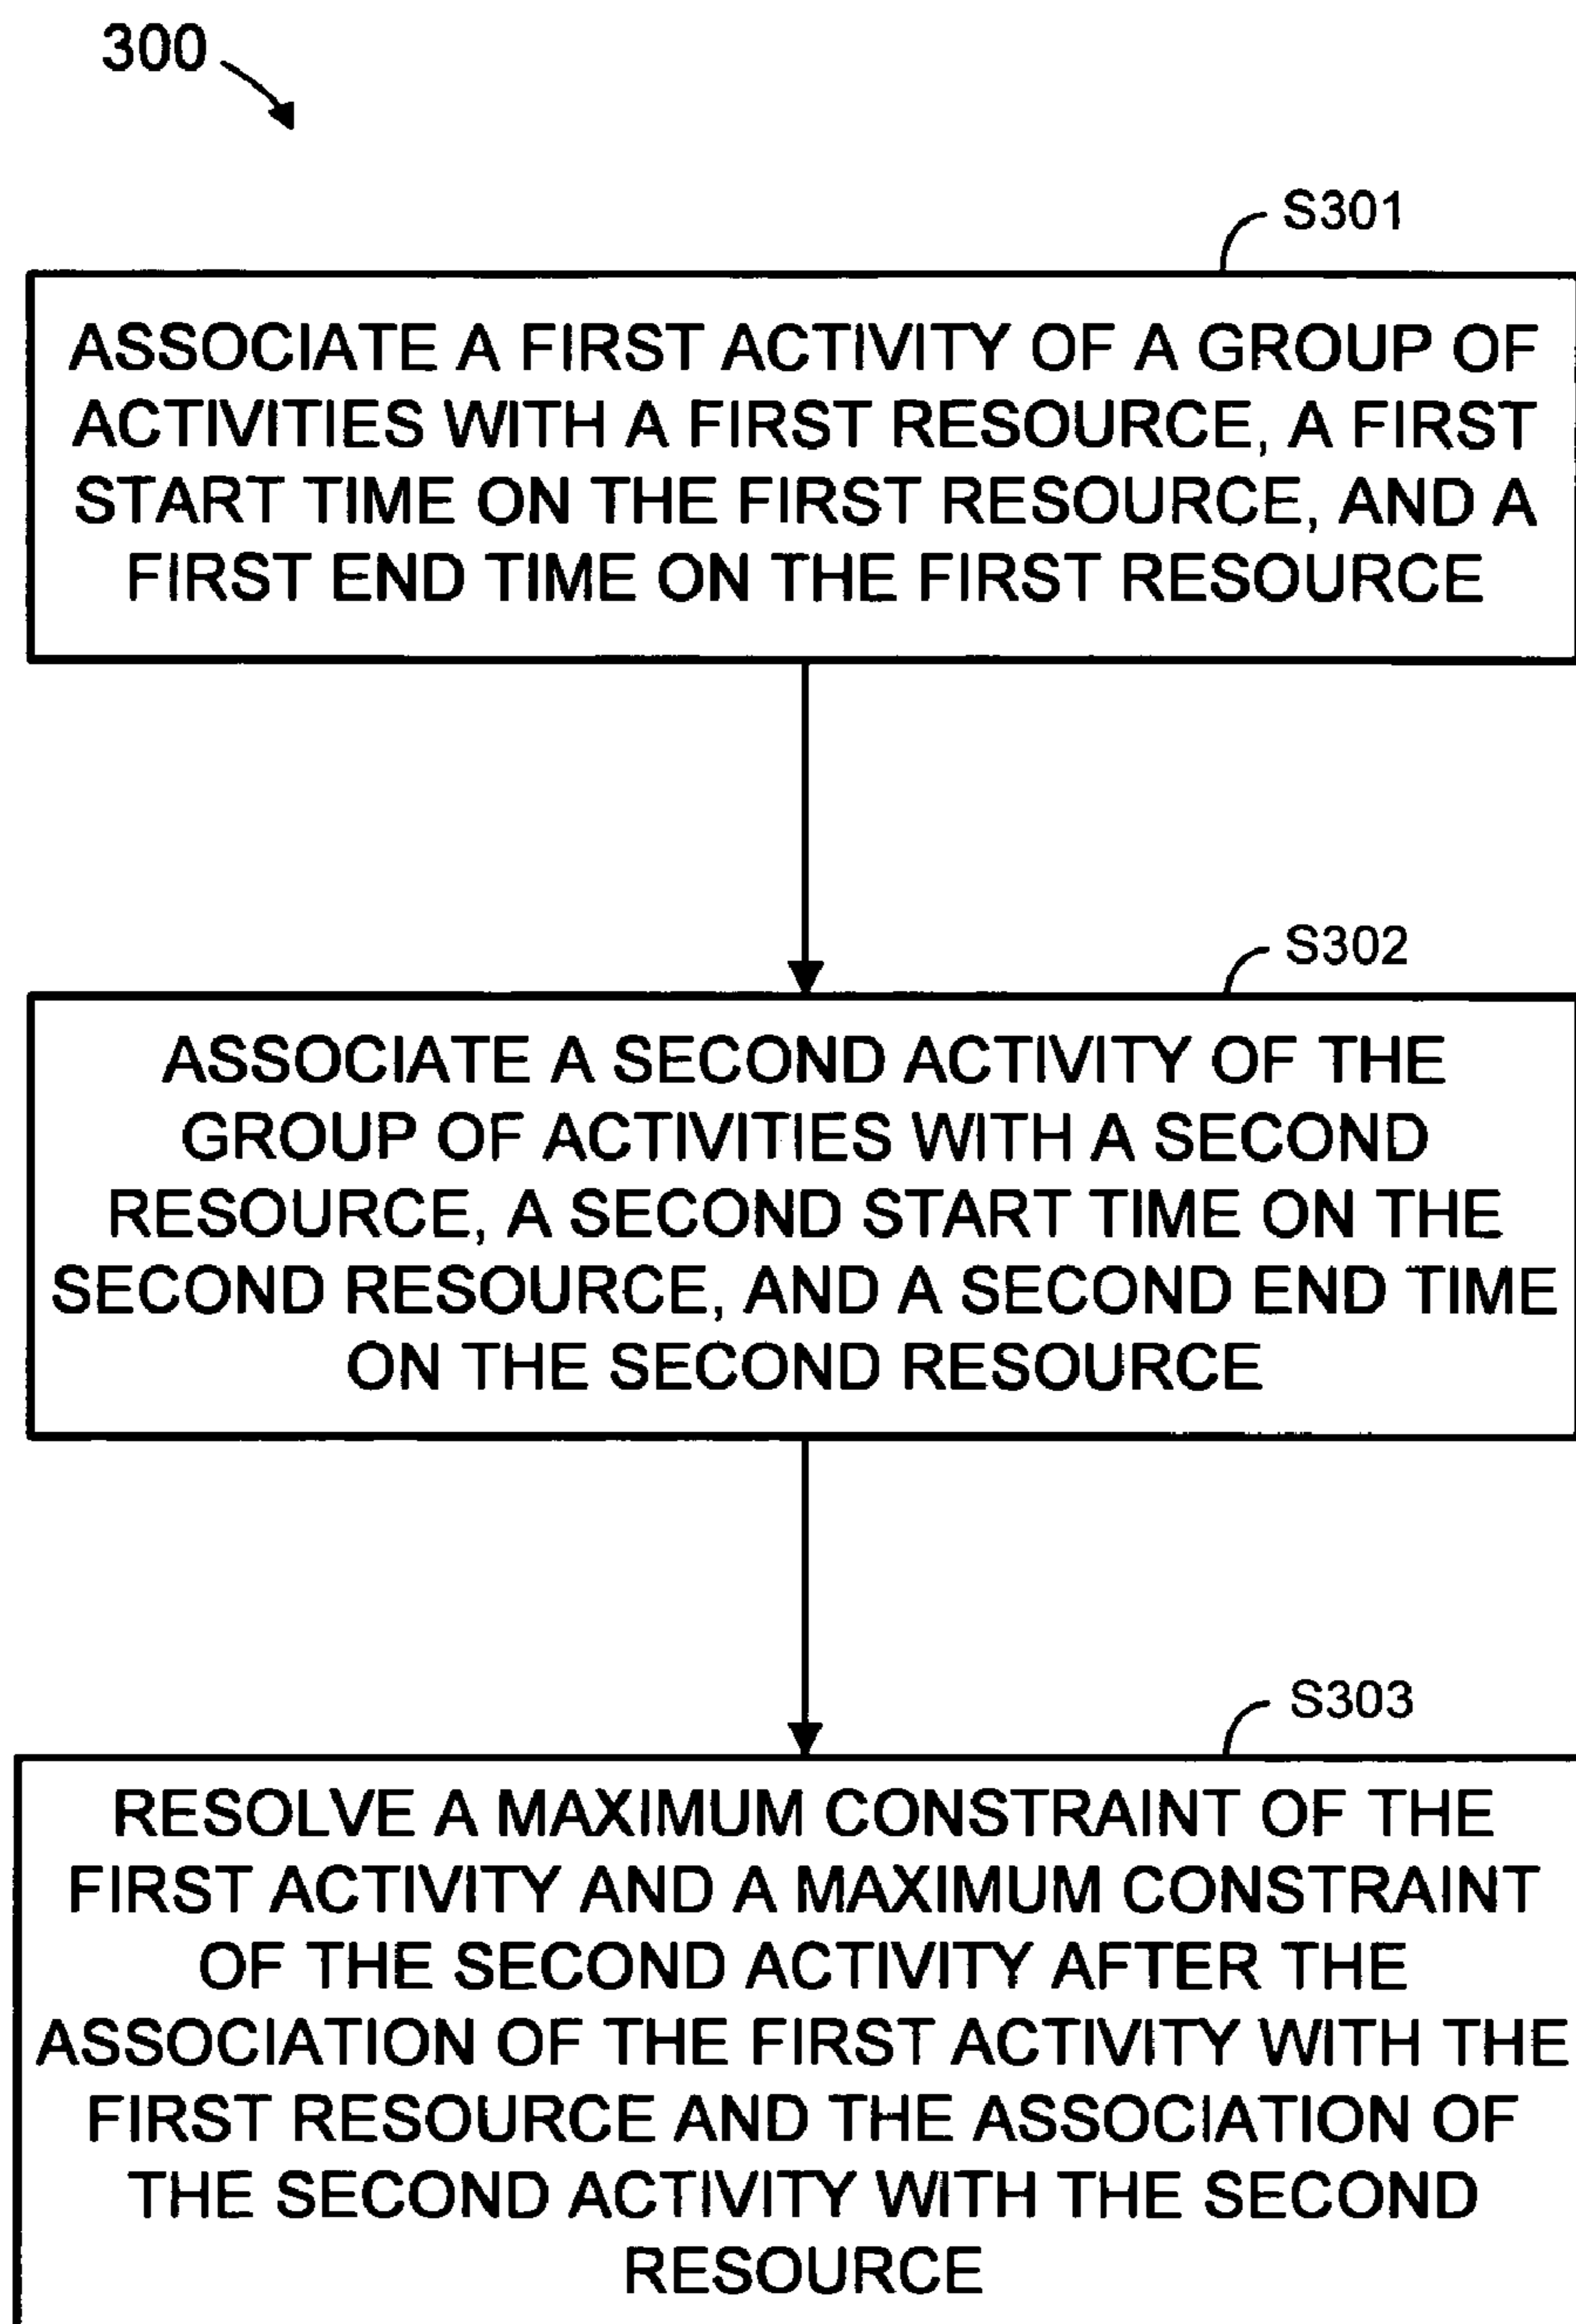 300
S301
ASSOCIATE A FIRST ACTIVITY OF A GROUP OF
ACTIVITIES WITH A FIRST RESOURCE, A FIRST
START TIME ON THE FIRST RESOURCE, AND A
FIRST END TIME ON THE FIRST RESOURCE
S302
ASSOCIATE A SECOND ACTIVITY OF THE
GROUP OF ACTIVITIES WITH A SECOND
RESOURCE, A SECOND START TIME ON THE
SECOND RESOURCE, AND A SECOND END TIME
ON THE SECOND RESOURCE
S303
RESOLVE A MAXIMUM CONSTRAINT OF THE
FIRST ACTIVITY AND A MAXIMUM CONSTRAINT
OF THE SECOND ACTIVITY AFTER THE
ASSOCIATION OF THE FIRST ACTIVITY WITH THE
FIRST RESOURCE AND THE ASSOCIATION OF
THE SECOND ACTIVITY WITH THE SECOND
RESOURCE